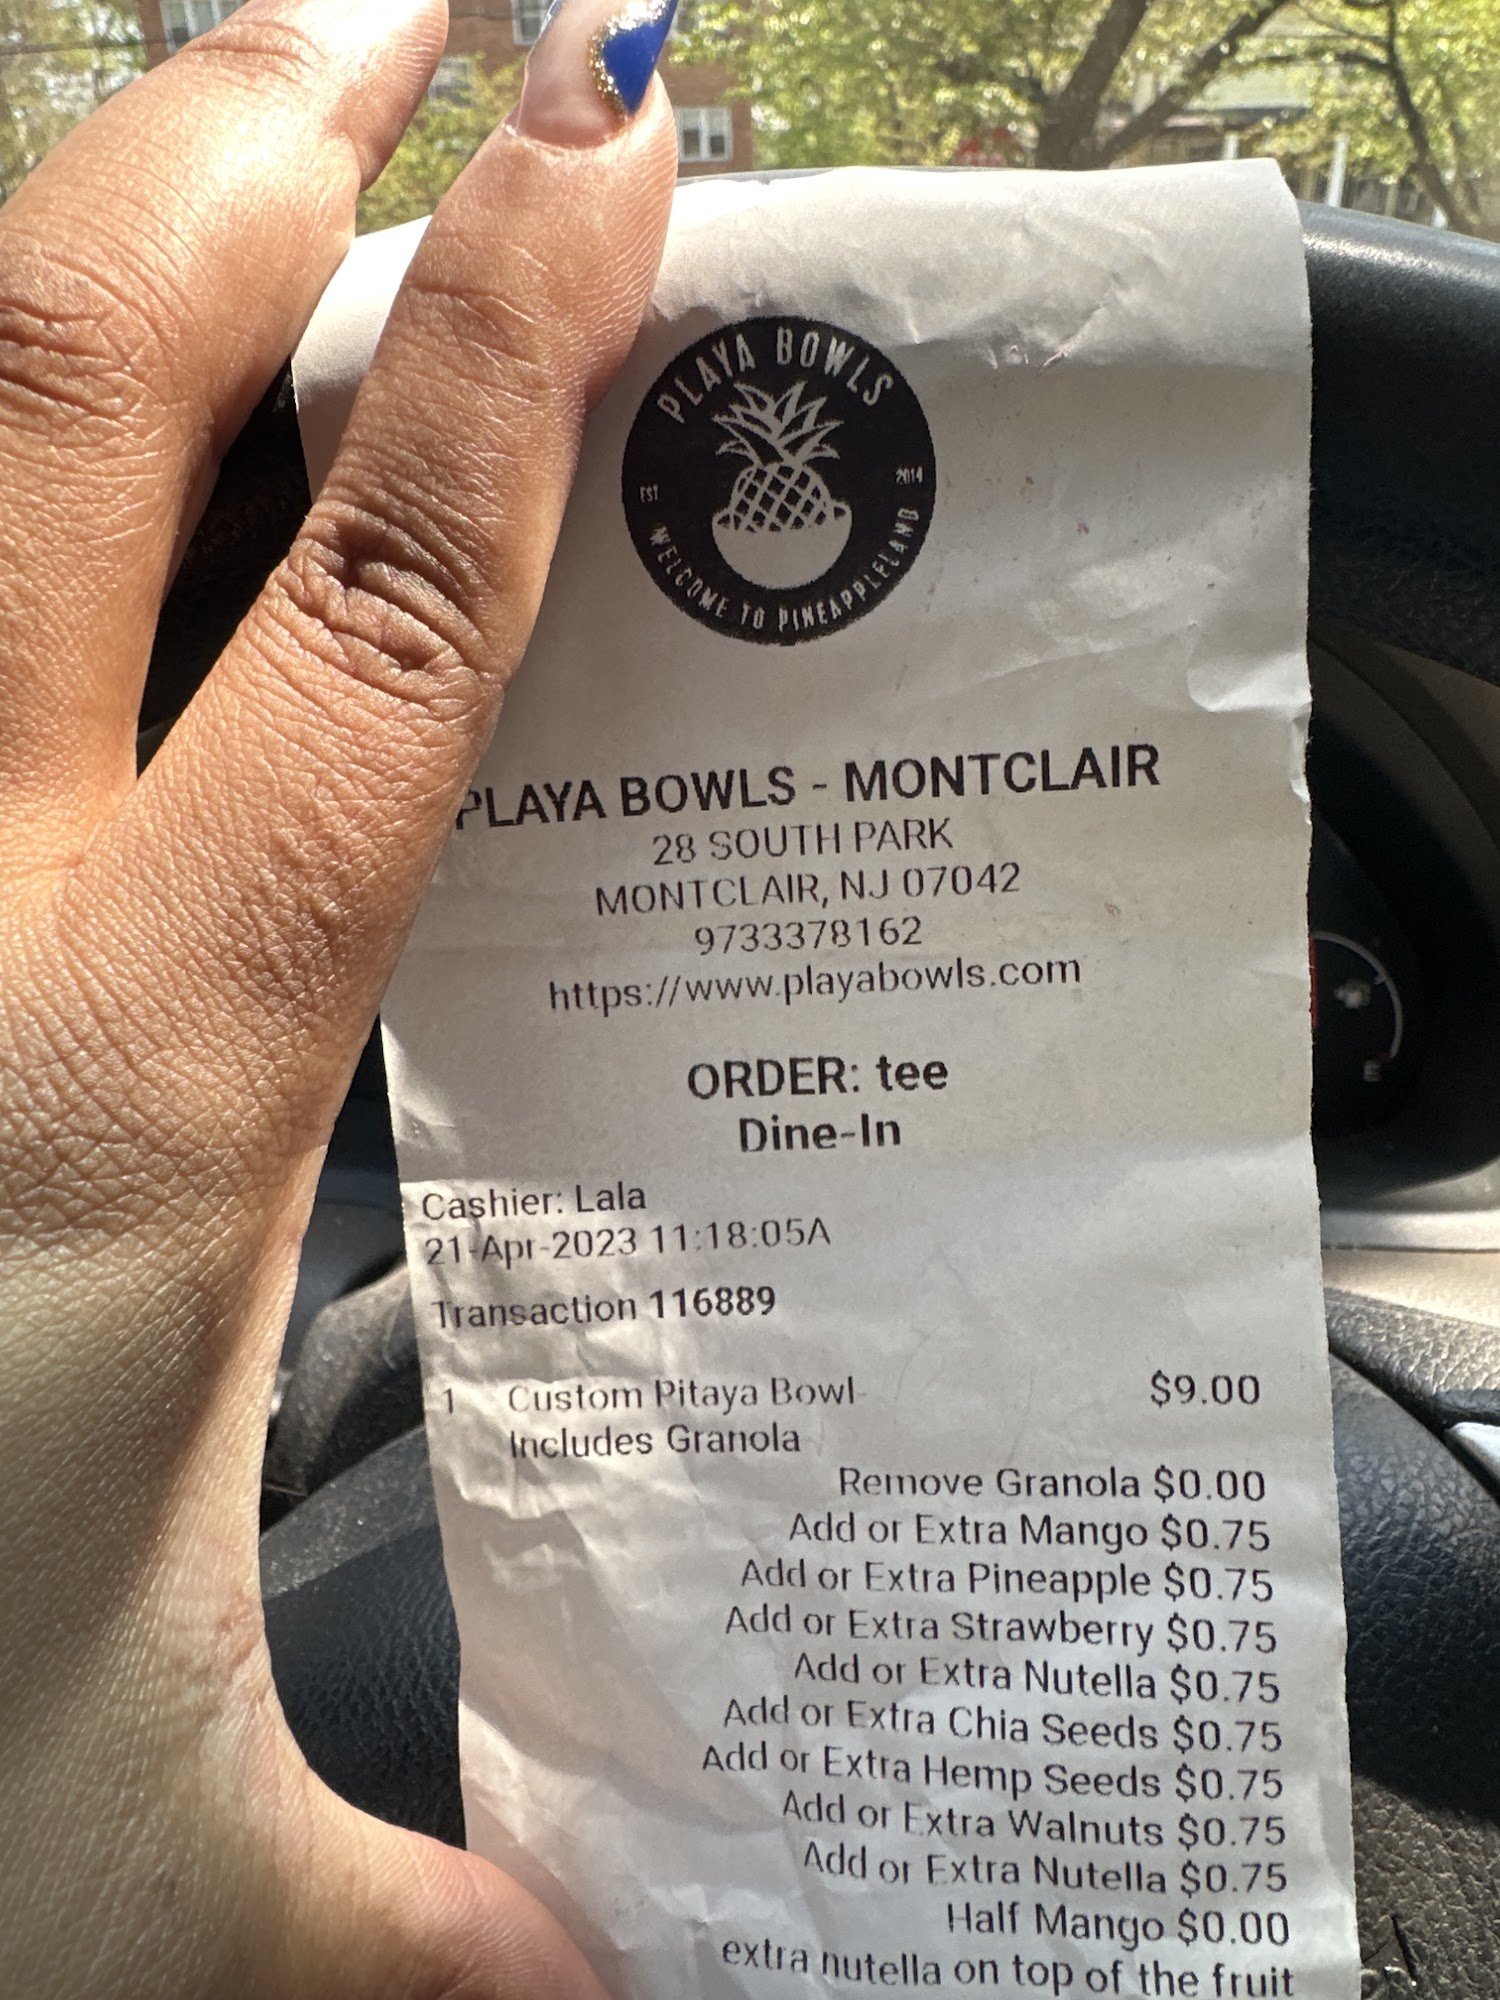 PLAYA BOWLS
EST. 2014
WELCOME TO PINEAPPLELAND
PLAYA BOWLS - MONTCLAIR
28 SOUTH PARK
MONTCLAIR, NJ 07042
9733378162
https://www.playabowls.com
ORDER: tee
Dine-In
Cashier: Lala
21-Apr-2023 11:18:05A
Transaction 116889
1 Custom Pitaya Bowl- $9.00
Includes Granola
Remove Granola $0.00
Add or Extra Mango $0.75
Add or Extra Pineapple $0.75
Add or Extra Strawberry $0.75
Add or Extra Nutella $0.75
Add or Extra Chia Seeds $0.75
Add or Extra Hemp Seeds $0.75
Add or Extra Walnuts $0.75
Add or Extra Nutella $0.75
Half Mango $0.00
extra nutella on top of the fruit